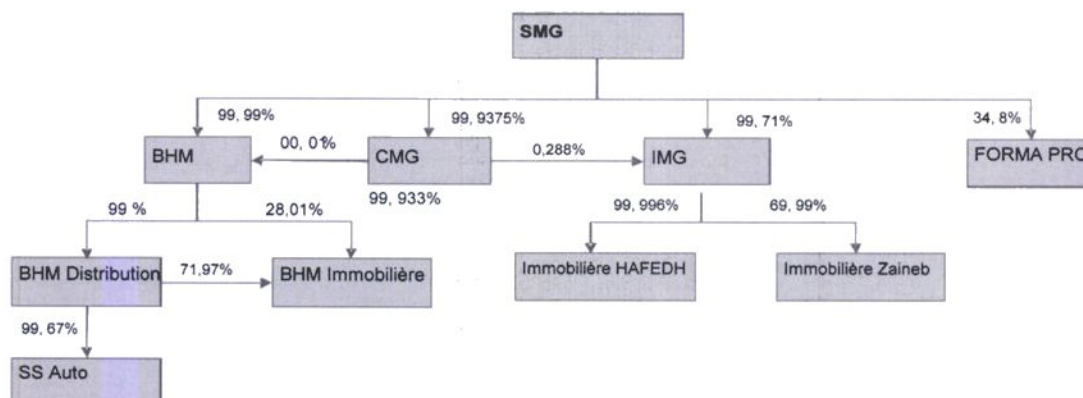 SMG
99, 99%
99, 9375%
99, 71%
34, 8%
BHM
00, 01%
CMG
0,288%
IMG
FORMA PRO
99, 933%
99 %
28,01%
99, 996%
69, 99%
BHM Distribution
71,97%
BHM Immobilière
Immobilière HAFEDH
Immobilière Zaineb
99, 67%
SS Auto